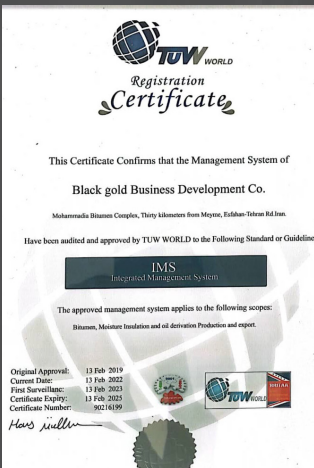 TUW WORLD
Registration
Certificate
This Certificate Confirms that the Management System of
Black gold Business Development Co.
Mohammadia Bitumen Complex, Thirty kilometers from Meyme, Esfahan-Tehran Rd.Iran.
Have been audited and approved by TUW WORLD to the Following Standard or Guideline
IMS
Integrated Management System
The approved management system applies to the following scopes:
Bitumen, Moisture Insulation and oil derivation Production and export.
Original Approval: 13 Feb 2019
Current Date: 13 Feb 2022
First Surveillanc: 13 Feb 2023
Certificate Expiry: 13 Feb 2025
Certificate Number: 90216199
TUW WORLD